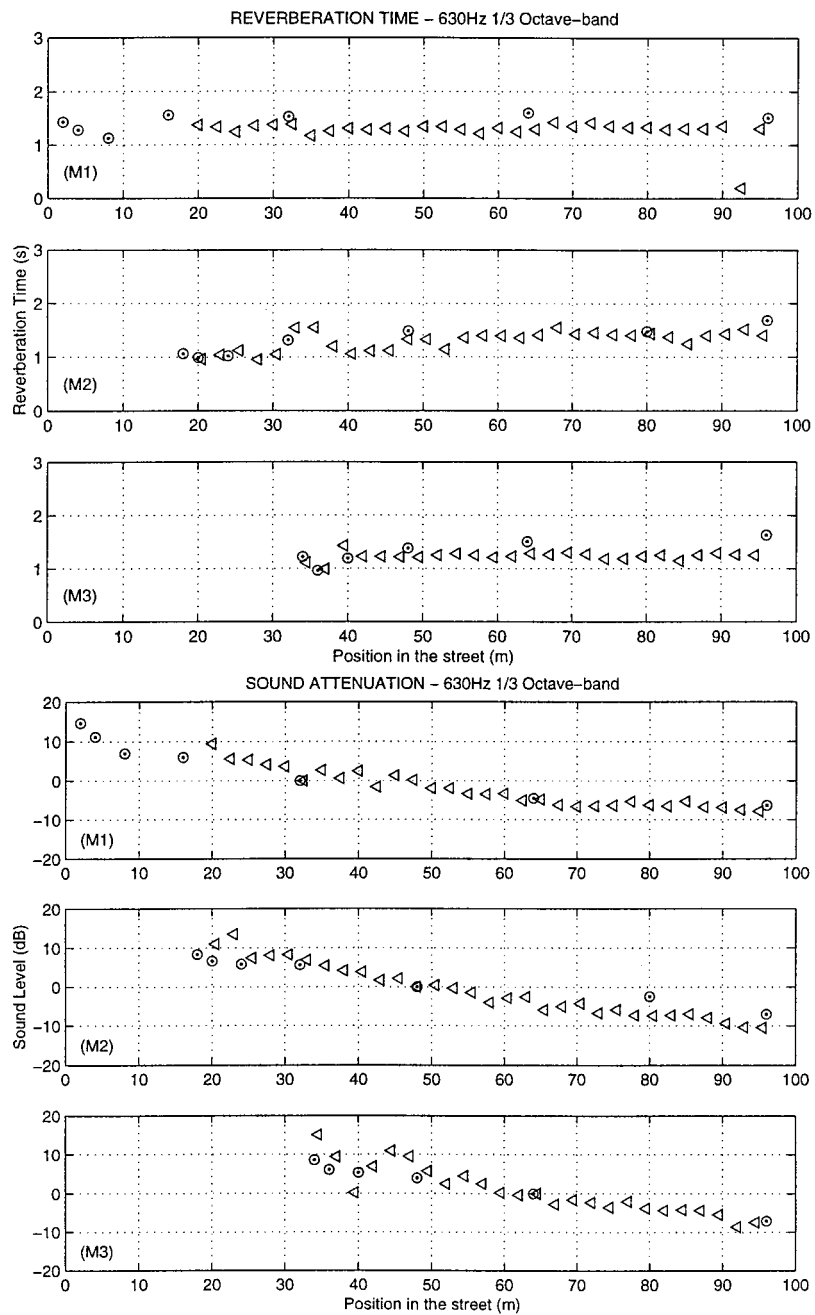 REVERBERATION TIME – 630Hz 1/3 Octave–band
3
2
1
0
(M1)
0 10 20 30 40 50 60 70 80 90 100
Reverberation Time (s)
3
2
1
0
(M2)
0 10 20 30 40 50 60 70 80 90 100
3
2
1
0
(M3)
0 10 20 30 40 50 60 70 80 90 100
Position in the street (m)
SOUND ATTENUATION – 630Hz 1/3 Octave–band
20
10
0
−10
−20
(M1)
0 10 20 30 40 50 60 70 80 90 100
Sound Level (dB)
20
10
0
−10
−20
(M2)
0 10 20 30 40 50 60 70 80 90 100
20
10
0
−10
−20
(M3)
0 10 20 30 40 50 60 70 80 90 100
Position in the street (m)